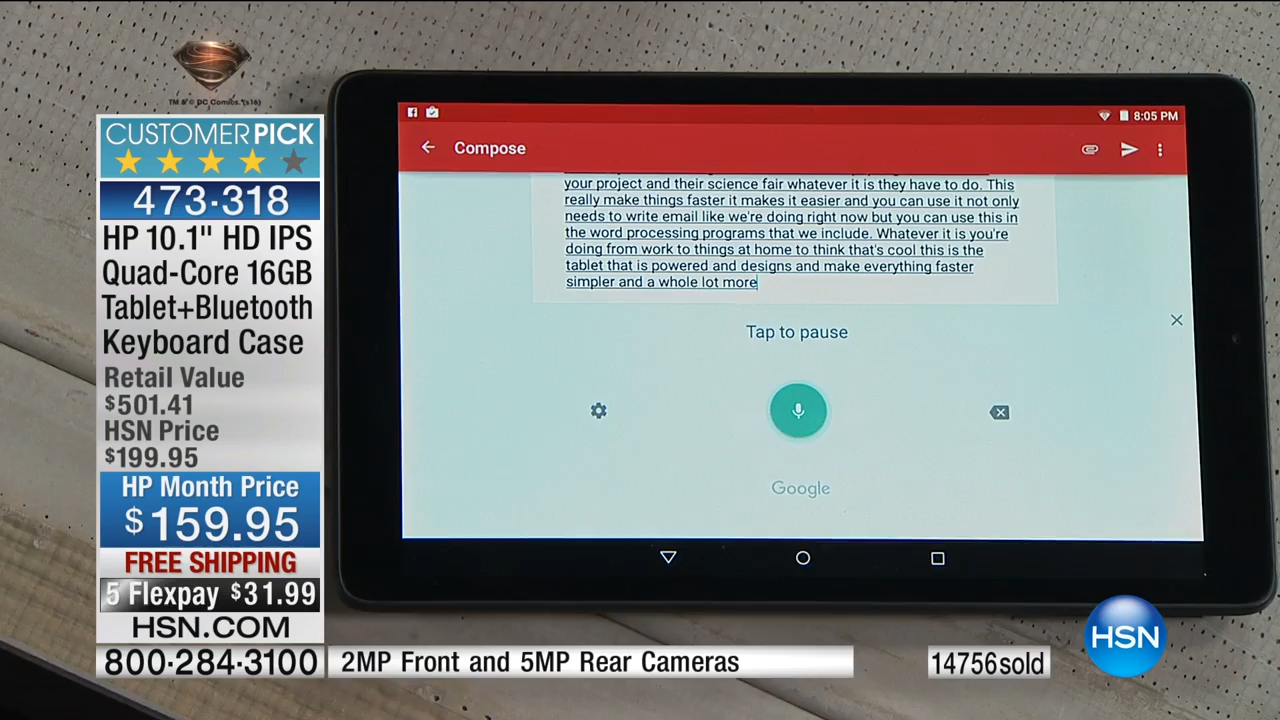 TM & © DC Comics. (s16)
CUSTOMER PICK
473-318
HP 10.1" HD IPS
Quad-Core 16GB
Tablet+Bluetooth
Keyboard Case
Retail Value
$501.41
HSN Price
$199.95
HP Month Price
$159.95
FREE SHIPPING
5 Flexpay $31.99
HSN.COM
800-284-3100
8:05 PM
Compose
your project and their science fair whatever it is they have to do. This
really make things faster it makes it easier and you can use it not only
needs to write email like we're doing right now but you can use this in
the word processing programs that we include. Whatever it is you're
doing from work to things at home to think that's cool this is the
tablet that is powered and designs and make everything faster
simpler and a whole lot more
Tap to pause
Google
2MP Front and 5MP Rear Cameras
14756sold
HSN